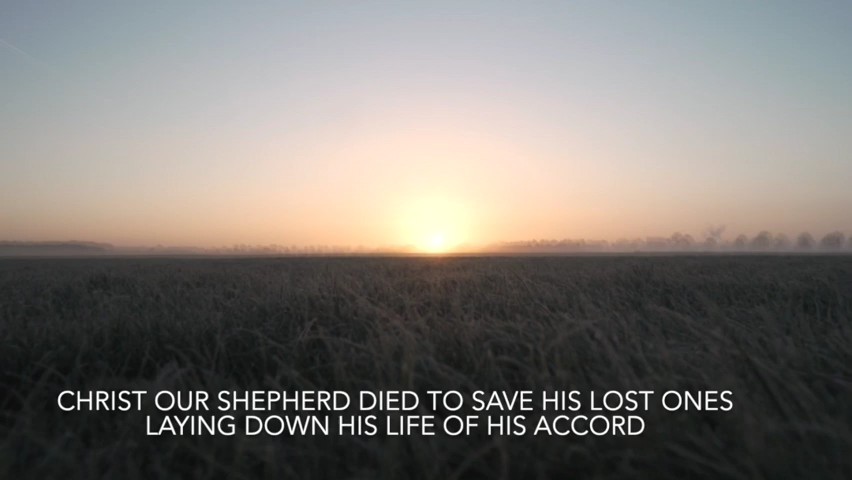 CHRIST OUR SHEPHERD DIED TO SAVE HIS LOST ONES
LAYING DOWN HIS LIFE OF HIS ACCORD